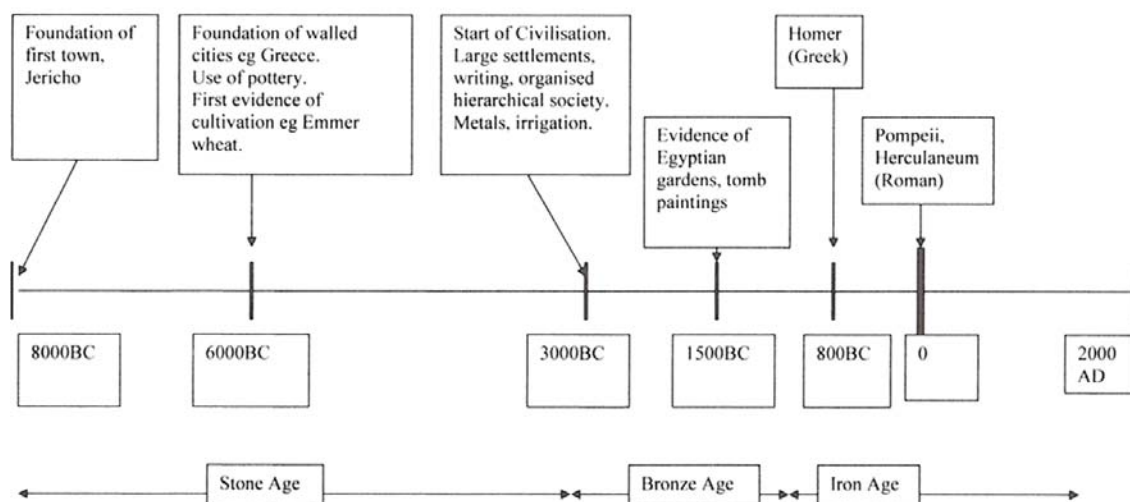 Foundation of
first town,
Jericho
Foundation of walled
cities eg Greece.
Use of pottery.
First evidence of
cultivation eg Emmer
wheat.
Start of Civilisation.
Large settlements,
writing, organised
hierarchical society.
Metals, irrigation.
Evidence of
Egyptian
gardens, tomb
paintings
Homer
(Greek)
Pompeii,
Herculaneum
(Roman)
8000BC
6000BC
3000BC
1500BC
800BC
0
2000
AD
Stone Age
Bronze Age
Iron Age